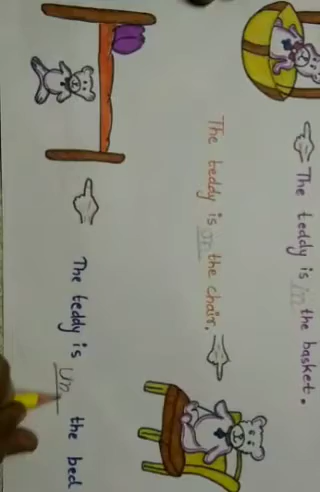 The teddy is in the basket.
The teddy is on the chair.
The teddy is un the bed